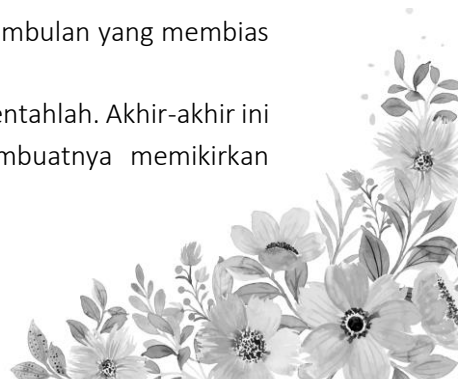 mbulan yang membias
entahlah. Akhir-akhir ini
mbuatnya memikirkan